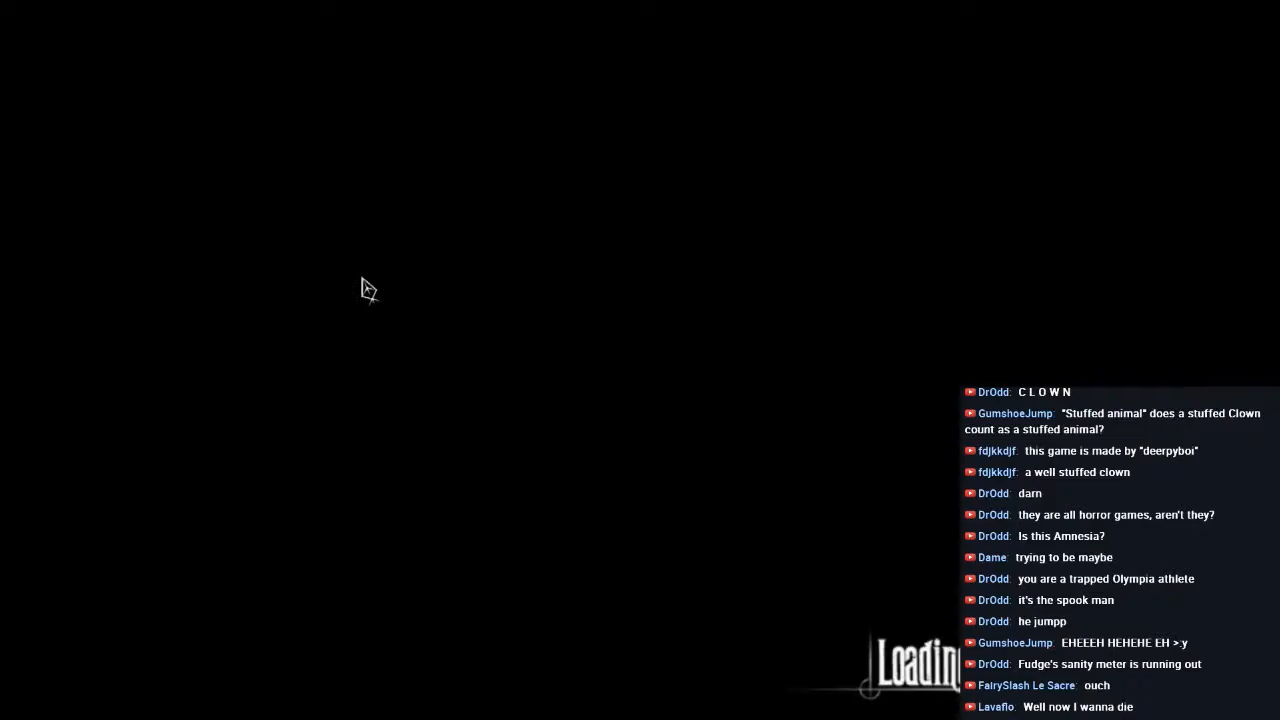 DrOdd: C L O W N
GumshoeJump: "Stuffed animal" does a stuffed Clown
count as a stuffed animal?
fdjkkdjf: this game is made by "deerpyboi"
fdjkkdjf: a well stuffed clown
DrOdd: darn
DrOdd: they are all horror games, aren't they?
DrOdd: Is this Amnesia?
Dame: trying to be maybe
DrOdd: you are a trapped Olympia athlete
DrOdd: it's the spook man
DrOdd: he jumpp
GumshoeJump: EHEEEH HEHEHE EH >:y
Loading
DrOdd: Fudge's sanity meter is running out
FairySlash Le Sacre: ouch
Lavaflo: Well now I wanna die